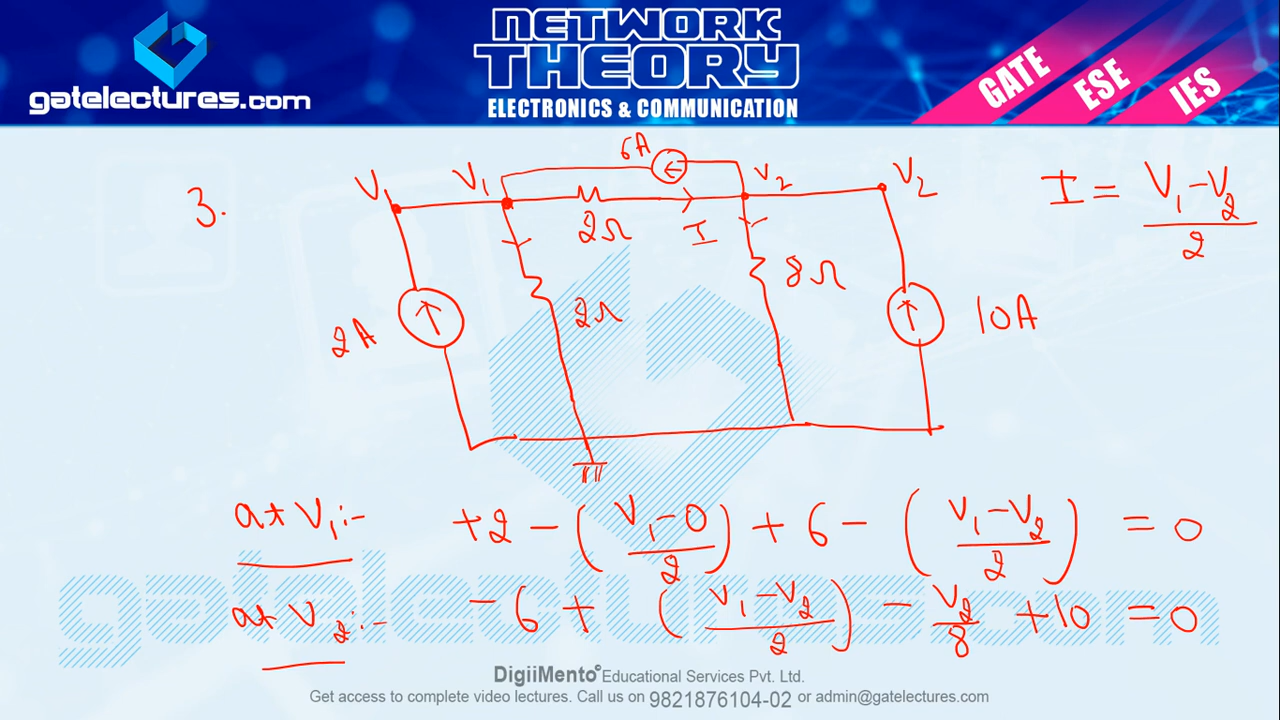 NETWORK
THEORY
ELECTRONICS & COMMUNICATION
gatelectures.com
GATE
ESE
IES
3.
6A
V₁
V₁
V₂
V₂
I = (V₁ - V₂)/2
2Ω
I
8Ω
2Ω
2A
10A
at V₁:- +2 - ((V₁ - 0)/2) + 6 - ((V₁ - V₂)/2) = 0
at V₂:- - 6 + ((V₁ - V₂)/2) - V₂/8 + 10 = 0
gatelectures.com
DigiiMento© Educational Services Pvt. Ltd.
Get access to complete video lectures. Call us on 9821876104-02 or admin@gatelectures.com